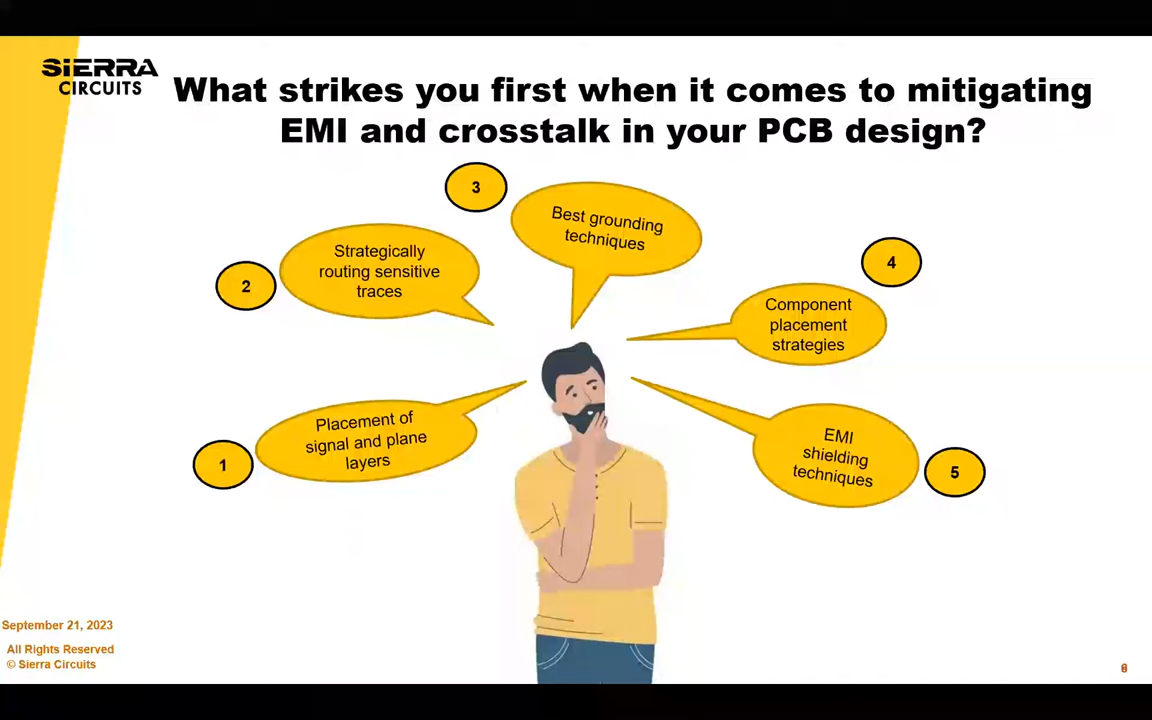 SIERRA
CIRCUITS
What strikes you first when it comes to mitigating
EMI and crosstalk in your PCB design?
1
Placement of
signal and plane
layers
2
Strategically
routing sensitive
traces
3
Best grounding
techniques
4
Component
placement
strategies
5
EMI
shielding
techniques
September 21, 2023
All Rights Reserved
© Sierra Circuits